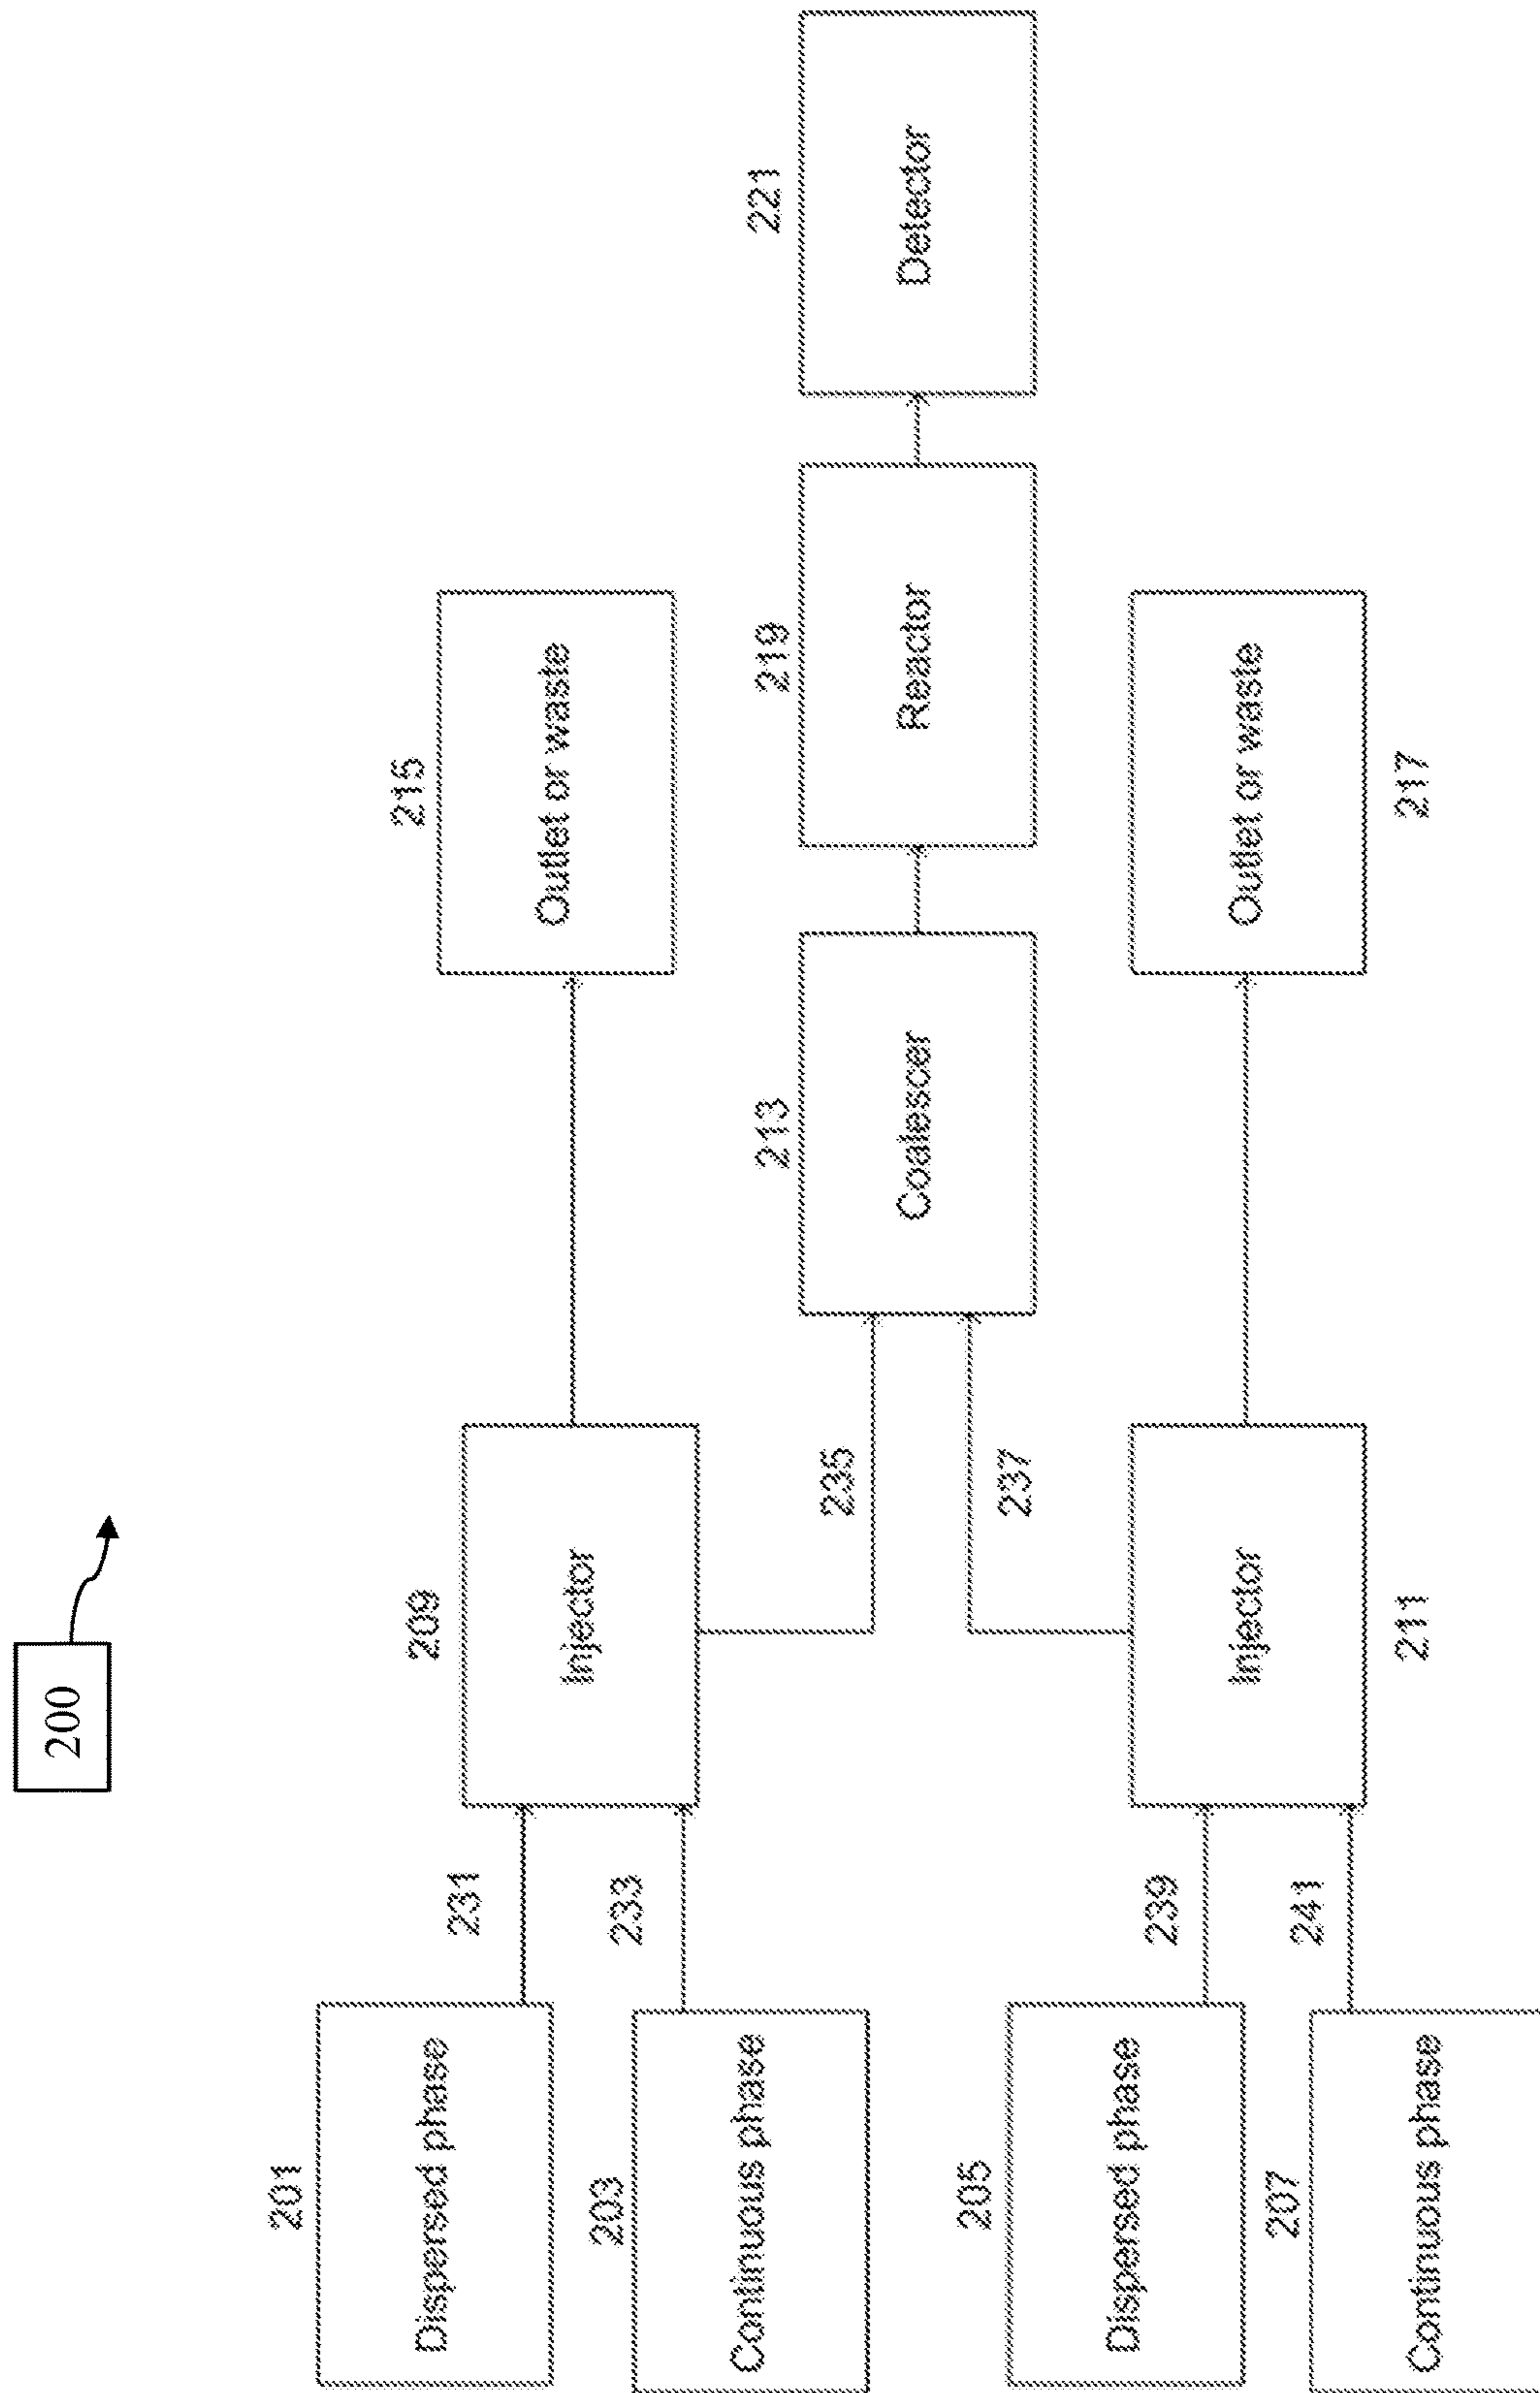 200
201
Dispersed phase
203
Continuous phase
205
Dispersed phase
207
Continuous phase
231
233
239
241
209
Injector
211
Injector
235
237
213
Coalescer
215
Outlet or waste
217
Outlet or waste
219
Reactor
221
Detector